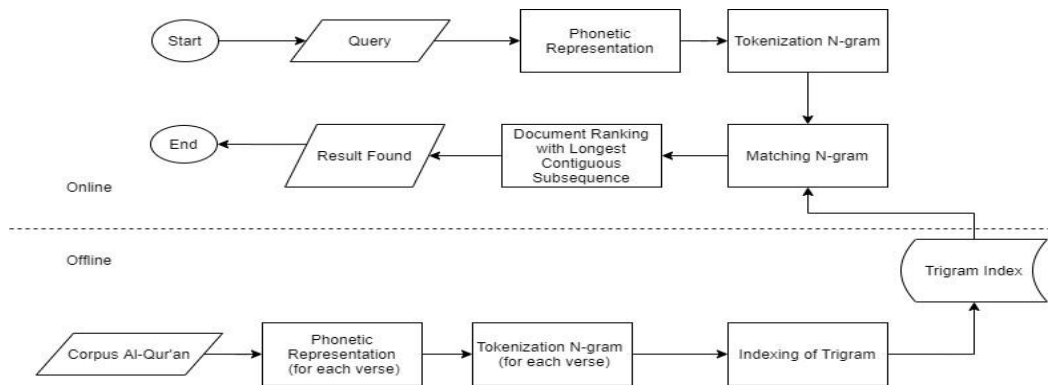 Start
Query
Phonetic
Representation
Tokenization N-gram
End
Result Found
Document Ranking
with Longest
Contiguous
Subsequence
Matching N-gram
Online
Offline
Trigram Index
Corpus Al-Qur'an
Phonetic
Representation
(for each verse)
Tokenization N-gram
(for each verse)
Indexing of Trigram